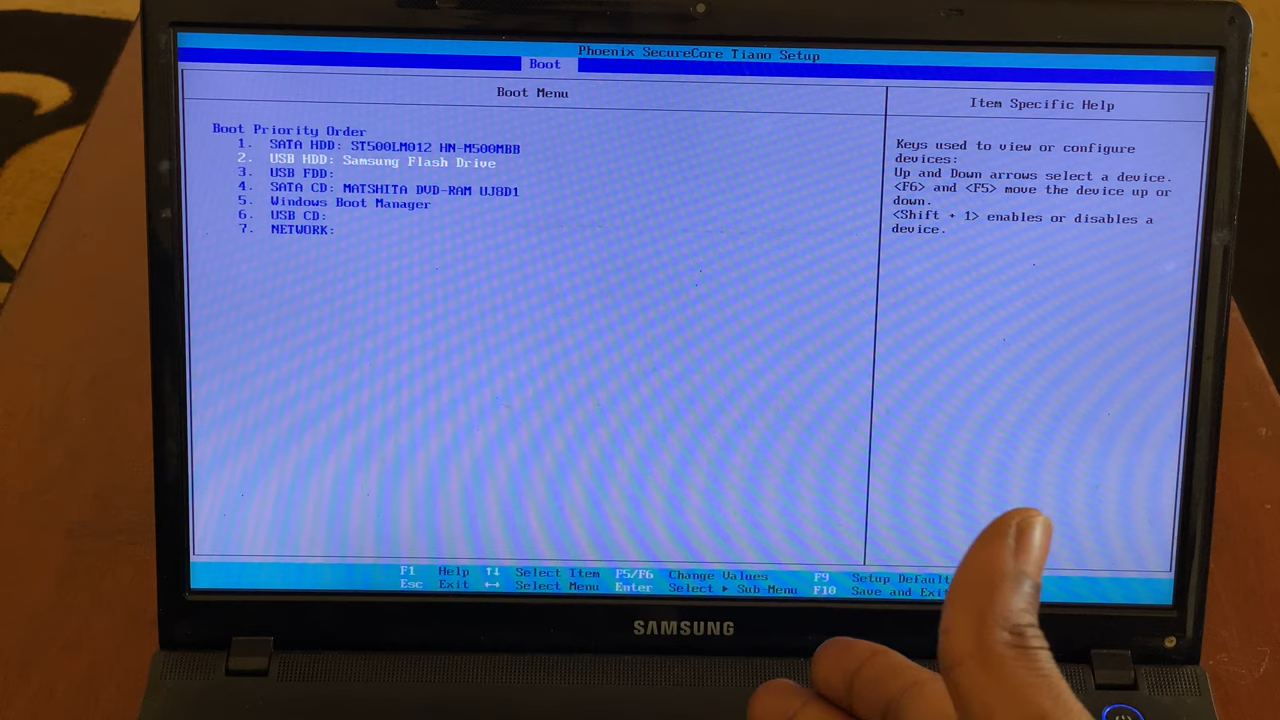 Phoenix SecureCore Tiano Setup
Boot
Boot Menu
Boot Priority Order
1. SATA HDD: ST500LM012 HN-M500MBB
2. USB HDD: Samsung Flash Drive
3. USB FDD:
4. SATA CD: MATSHITA DVD-RAM UJ8D1
5. Windows Boot Manager
6. USB CD:
7. NETWORK:
Item Specific Help
Keys used to view or configure
devices:
Up and Down arrows select a device.
<F6> and <F5> move the device up or
down.
<Shift + 1> enables or disables a
device.
F1 Help ↑↓ Select Item F5/F6 Change Values F9 Setup Default
Esc Exit ↔ Select Menu Enter Select ▶ Sub-Menu F10 Save and Exi
SAMSUNG